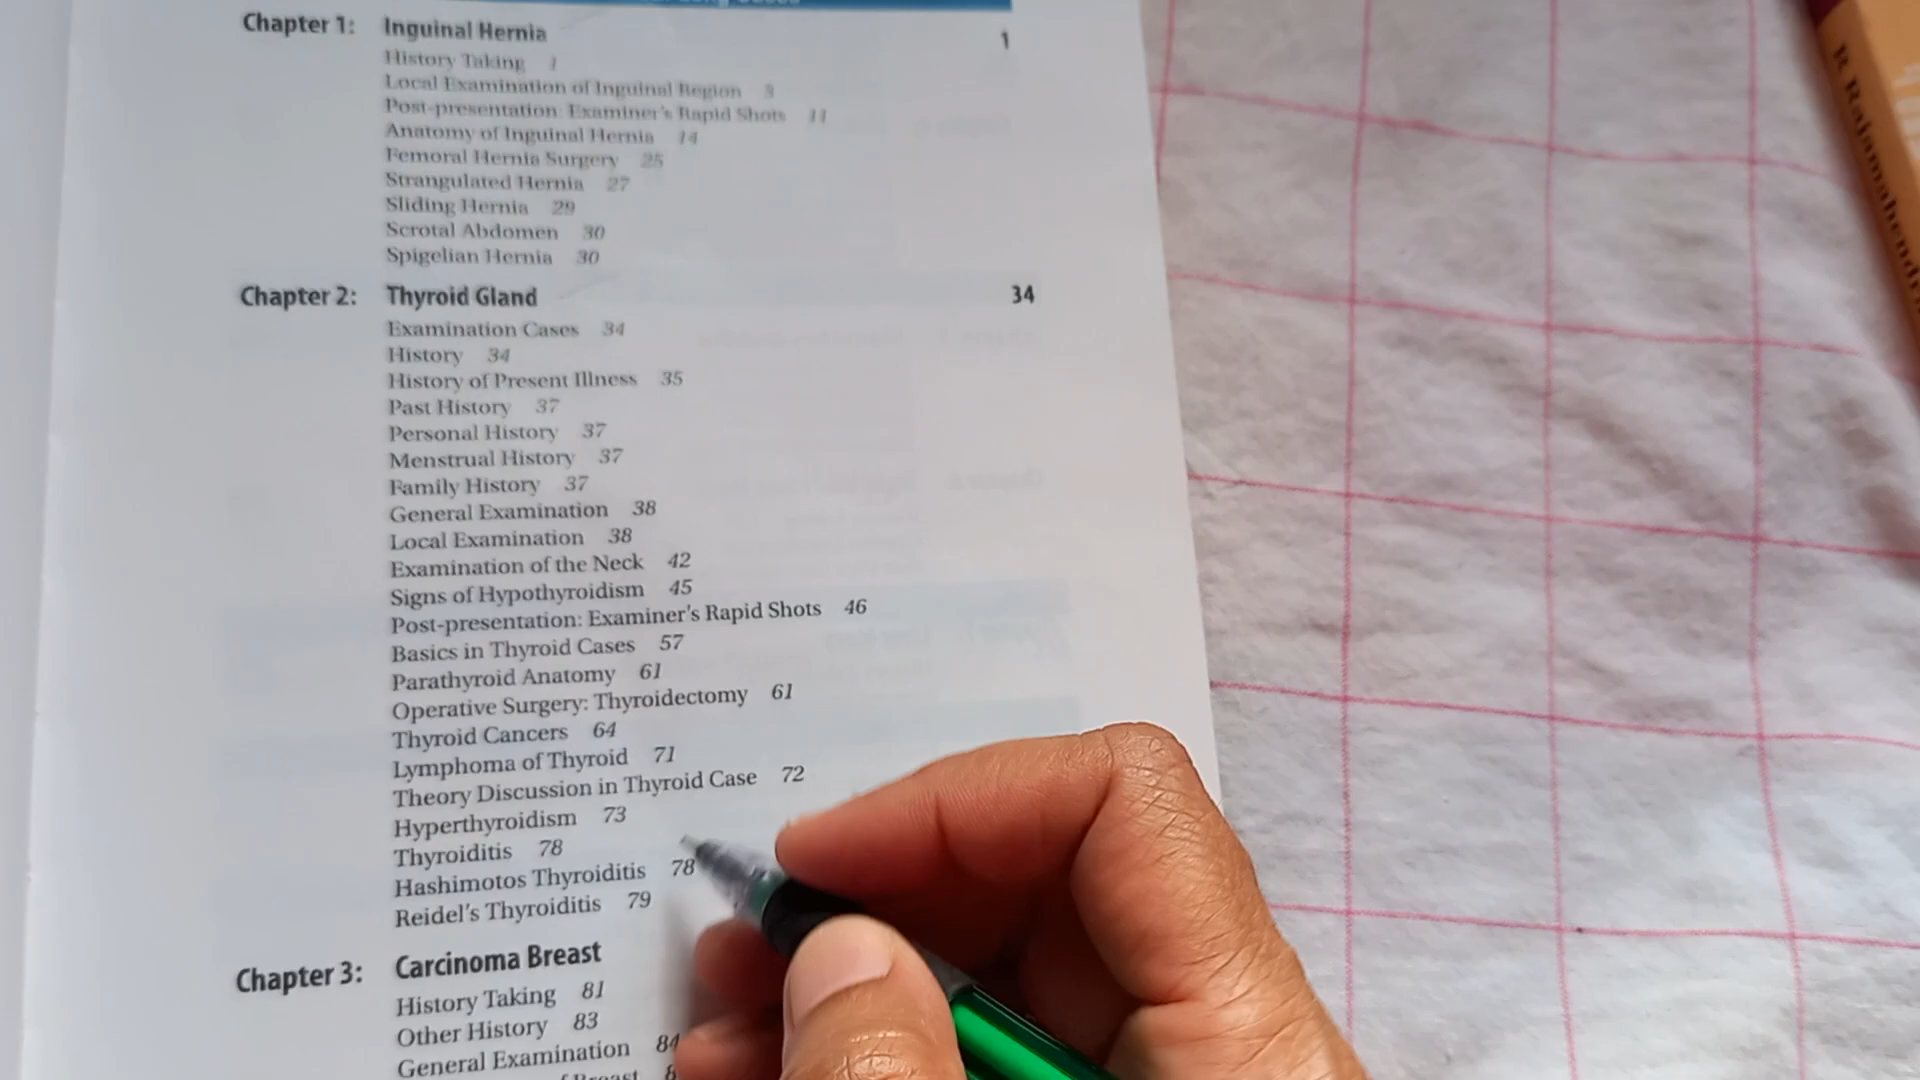 Chapter 1: Inguinal Hernia 1
History Taking 1
Local Examination of Inguinal Region 3
Post-presentation: Examiner's Rapid Shots 11
Anatomy of Inguinal Hernia 14
Femoral Hernia Surgery 25
Strangulated Hernia 27
Sliding Hernia 29
Scrotal Abdomen 30
Spigelian Hernia 30
Chapter 2: Thyroid Gland 34
Examination Cases 34
History 34
History of Present Illness 35
Past History 37
Personal History 37
Menstrual History 37
Family History 37
General Examination 38
Local Examination 38
Examination of the Neck 42
Signs of Hypothyroidism 45
Post-presentation: Examiner's Rapid Shots 46
Basics in Thyroid Cases 57
Parathyroid Anatomy 61
Operative Surgery: Thyroidectomy 61
Thyroid Cancers 64
Lymphoma of Thyroid 71
Theory Discussion in Thyroid Case 72
Hyperthyroidism 73
Thyroiditis 78
Hashimotos Thyroiditis 78
Reidel's Thyroiditis 79
Chapter 3: Carcinoma Breast
History Taking 81
Other History 83
General Examination 84
R Rajamahend